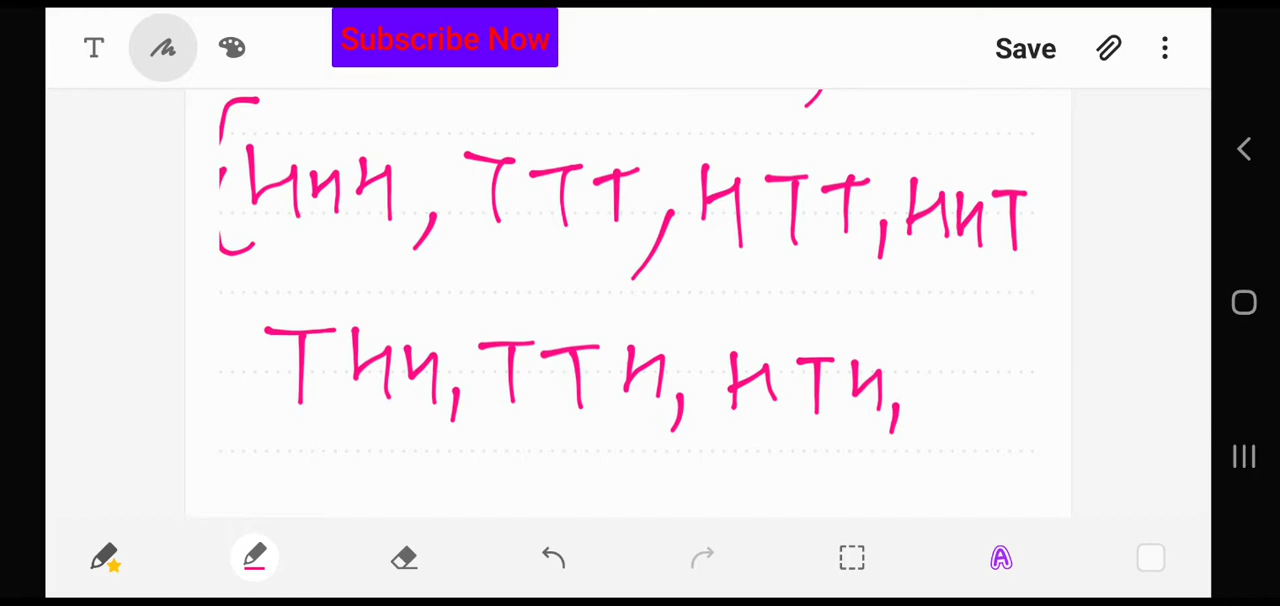 T
Subscribe Now
Save
{HHH, TTT, HTT, HHT
THH, TTH, HTH,
A